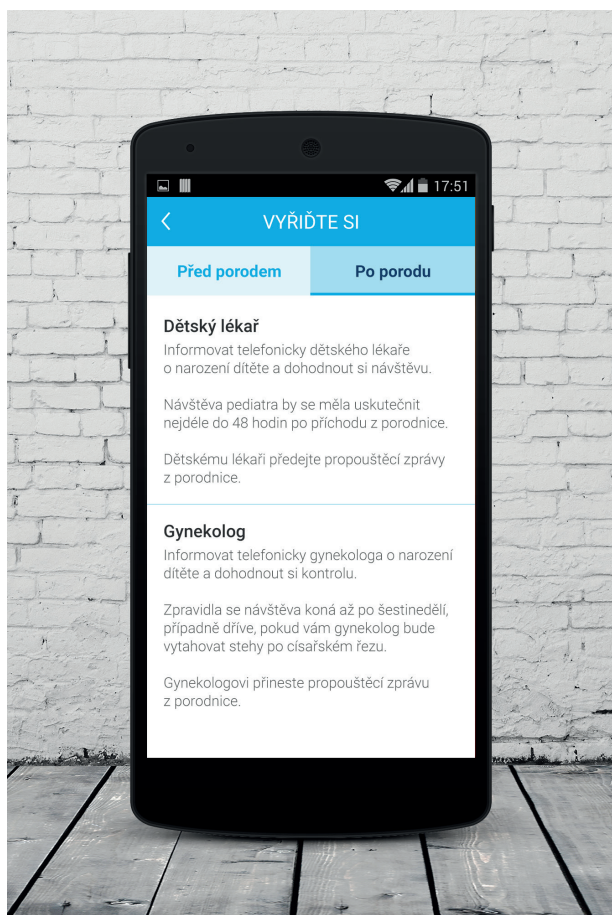 17:51
VYŘIĎTE SI
Před porodem
Po porodu
Dětský lékař
Informovat telefonicky dětského lékaře
o narození dítěte a dohodnout si návštěvu.
Návštěva pediatra by se měla uskutečnit
nejdéle do 48 hodin po příchodu z porodnice.
Dětskému lékaři předejte propouštěcí zprávy
z porodnice.
Gynekolog
Informovat telefonicky gynekologa o narození
dítěte a dohodnout si kontrolu.
Zpravidla se návštěva koná až po šestinedělí,
případně dříve, pokud vám gynekolog bude
vytahovat stehy po císařském řezu.
Gynekologovi přineste propouštěcí zprávu
z porodnice.